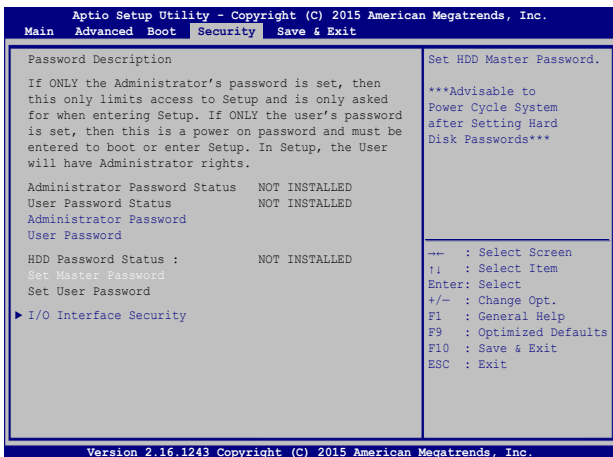 Aptio Setup Utility - Copyright (C) 2015 American Megatrends, Inc.
Main Advanced Boot Security Save & Exit
Password Description
If ONLY the Administrator's password is set, then
this only limits access to Setup and is only asked
for when entering Setup. If ONLY the user's password
is set, then this is a power on password and must be
entered to boot or enter Setup. In Setup, the User
will have Administrator rights.
Administrator Password Status NOT INSTALLED
User Password Status NOT INSTALLED
Administrator Password
User Password
HDD Password Status : NOT INSTALLED
Set Master Password
Set User Password
▶ I/O Interface Security
Set HDD Master Password.
***Advisable to
Power Cycle System
after Setting Hard
Disk Passwords***
→← : Select Screen
↑↓ : Select Item
Enter: Select
+/— : Change Opt.
F1 : General Help
F9 : Optimized Defaults
F10 : Save & Exit
ESC : Exit
Version 2.16.1243 Copyright (C) 2015 American Megatrends, Inc.